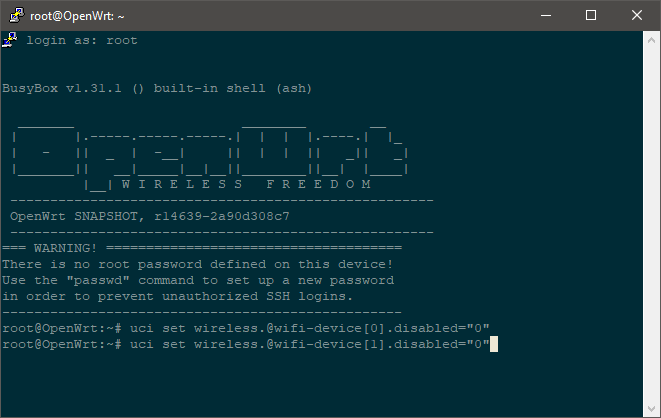 root@OpenWrt: ~
login as: root
BusyBox v1.31.1 () built-in shell (ash)
OpenWrt
W I R E L E S S   F R E E D O M
-----------------------------------------------------
OpenWrt SNAPSHOT, r14639-2a90d308c7
-----------------------------------------------------
=== WARNING! =====================================
There is no root password defined on this device!
Use the "passwd" command to set up a new password
in order to prevent unauthorized SSH logins.
--------------------------------------------------
root@OpenWrt:~# uci set wireless.@wifi-device[0].disabled="0"
root@OpenWrt:~# uci set wireless.@wifi-device[1].disabled="0"